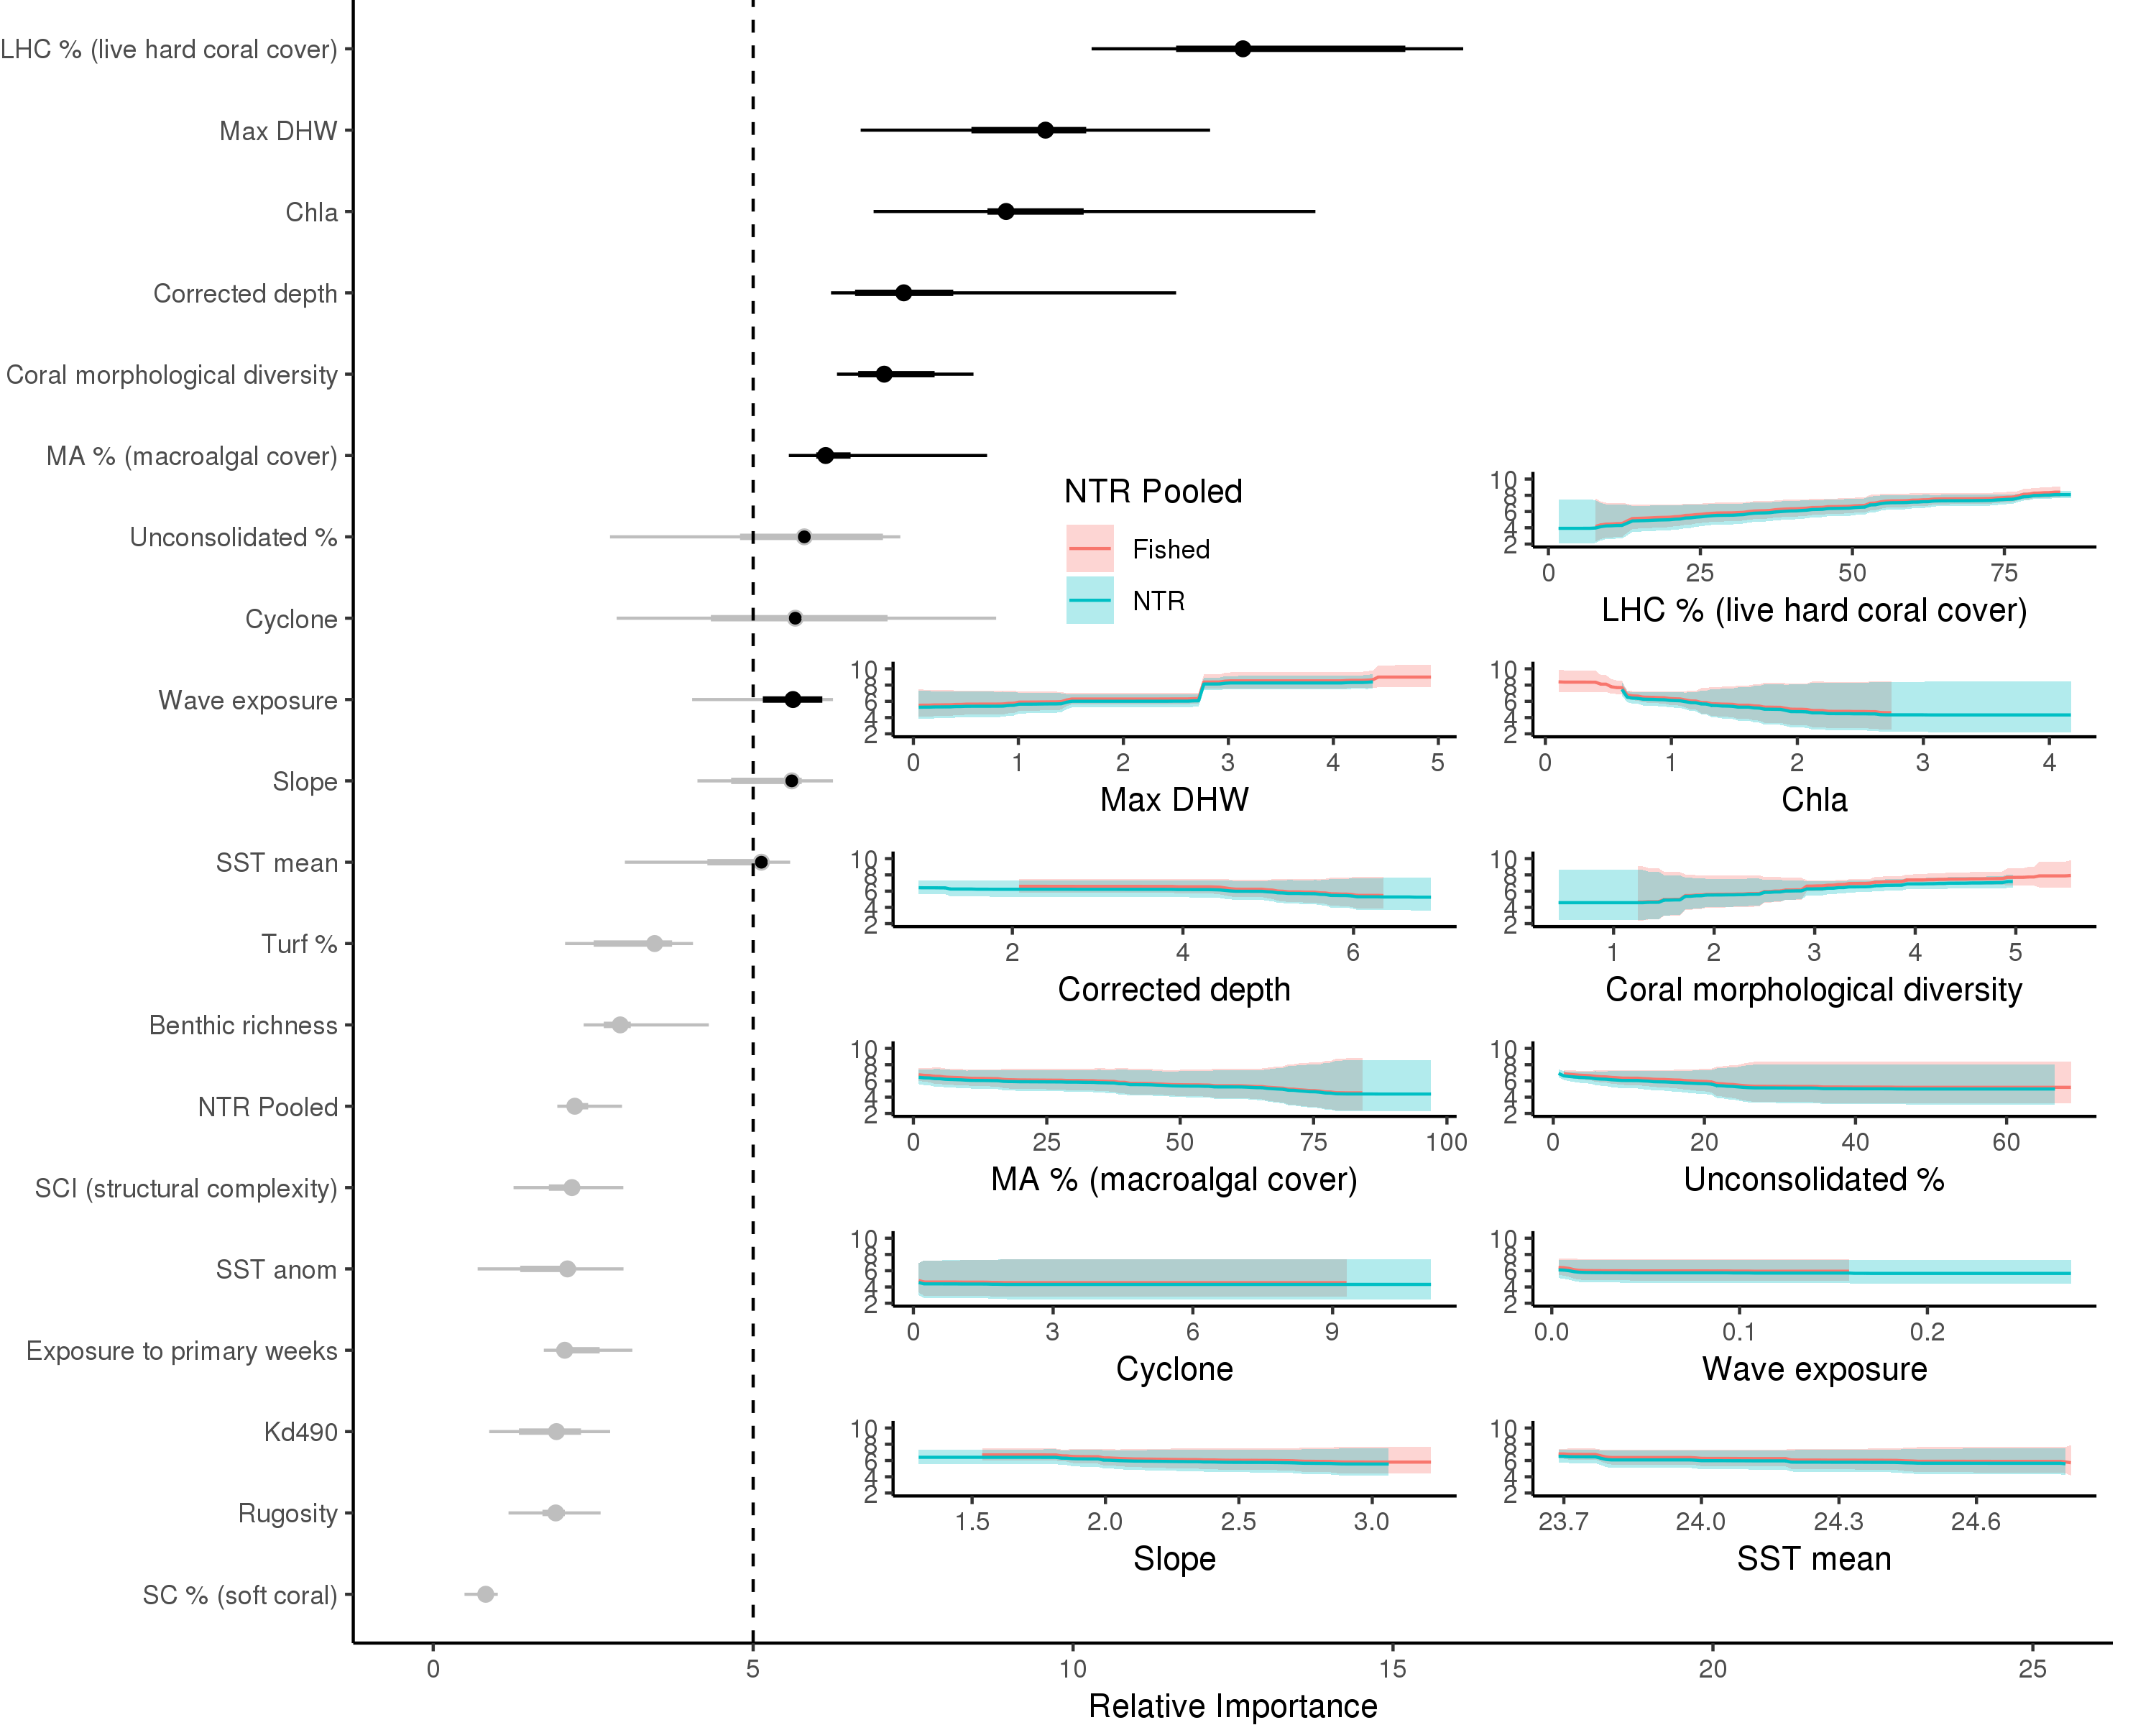 LHC % (live hard coral cover)
Max DHW
Chla
Corrected depth
Coral morphological diversity
MA % (macroalgal cover)
Unconsolidated %
Cyclone
Wave exposure
Slope
SST mean
Turf %
Benthic richness
NTR Pooled
SCI (structural complexity)
SST anom
Exposure to primary weeks
Kd490
Rugosity
SC % (soft coral)
0 5 10 15 20 25
Relative Importance
NTR Pooled
Fished
NTR
10
8
6
4
2
0 25 50 75
LHC % (live hard coral cover)
10
8
6
4
2
0 1 2 3 4 5
Max DHW
10
8
6
4
2
0 1 2 3 4
Chla
10
8
6
4
2
2 4 6
Corrected depth
10
8
6
4
2
1 2 3 4 5
Coral morphological diversity
10
8
6
4
2
0 25 50 75 100
MA % (macroalgal cover)
10
8
6
4
2
0 20 40 60
Unconsolidated %
10
8
6
4
2
0 3 6 9
Cyclone
10
8
6
4
2
0.0 0.1 0.2
Wave exposure
10
8
6
4
2
1.5 2.0 2.5 3.0
Slope
10
8
6
4
2
23.7 24.0 24.3 24.6
SST mean